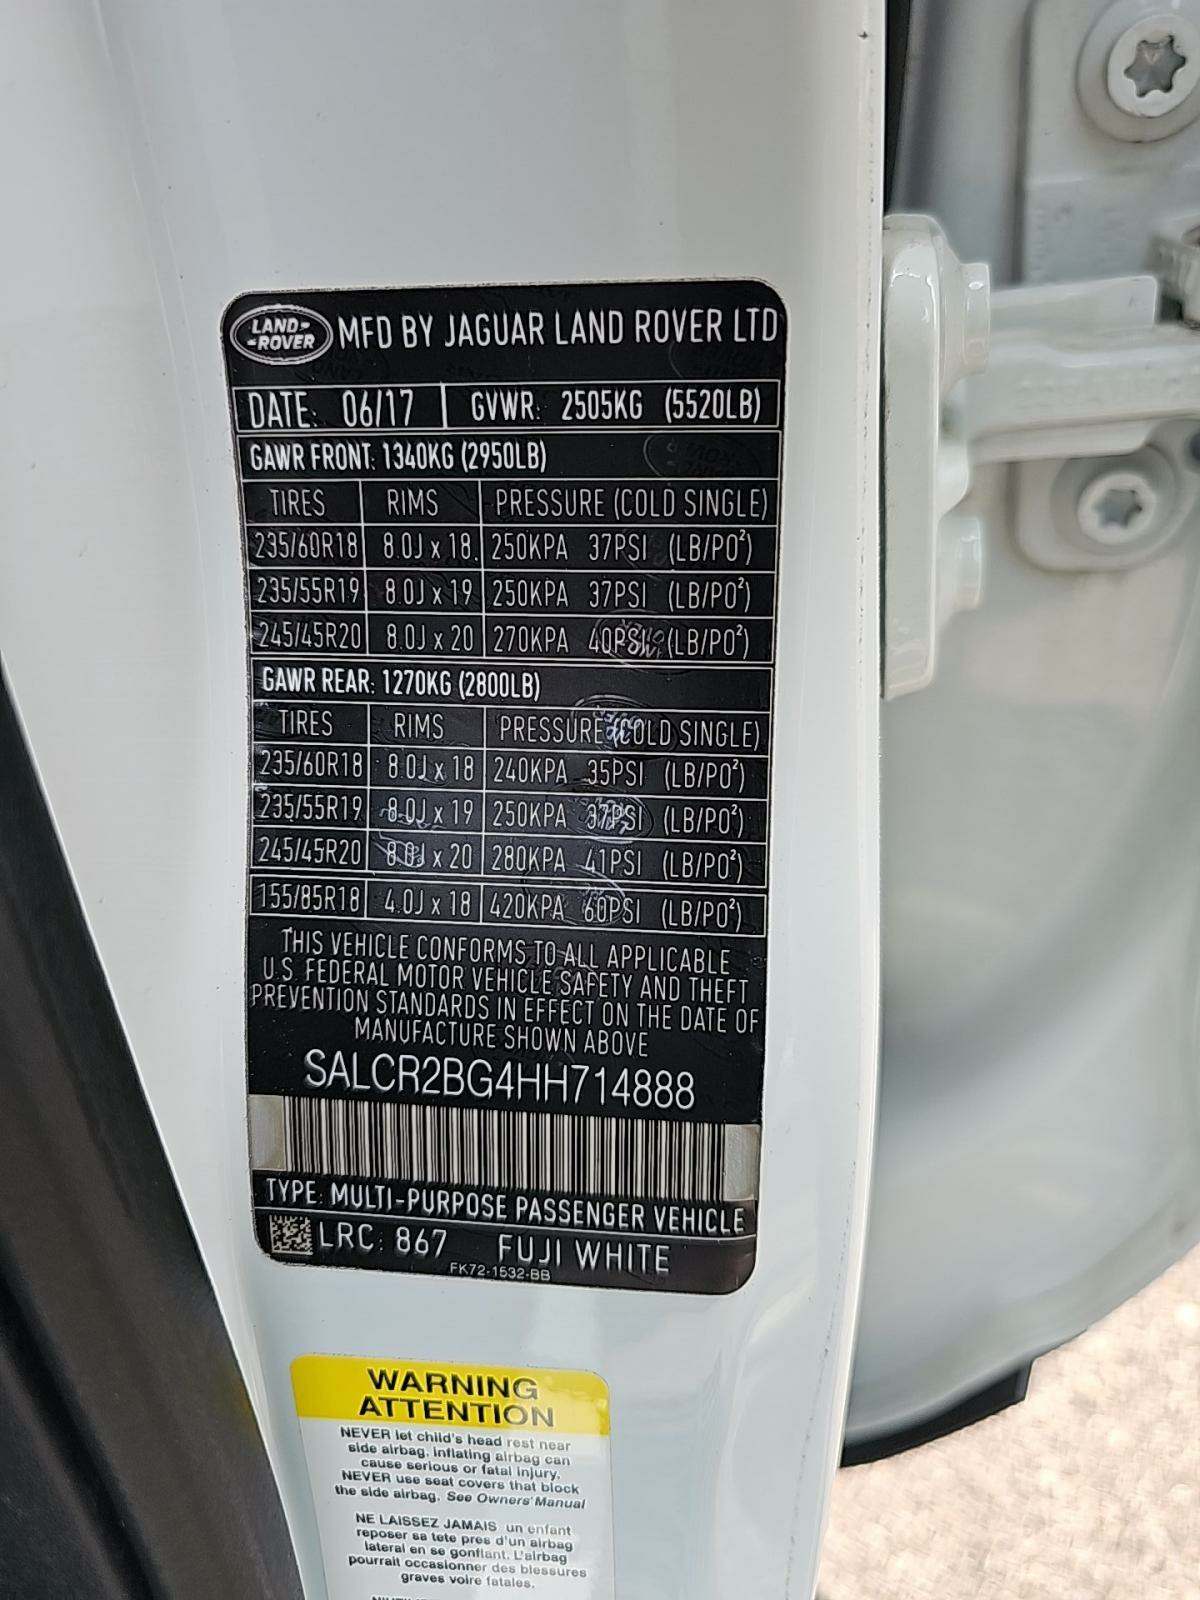 LAND-
-ROVER
MFD BY JAGUAR LAND ROVER LTD
DATE: 06/17 GVWR: 2505KG (5520LB)
GAWR FRONT: 1340KG (2950LB)
TIRES RIMS PRESSURE (COLD SINGLE)
235/60R18 8.0J x 18 250KPA 37PSI (LB/PO²)
235/55R19 8.0J x 19 250KPA 37PSI (LB/PO²)
245/45R20 8.0J x 20 270KPA 40PSI (LB/PO²)
GAWR REAR: 1270KG (2800LB)
TIRES RIMS PRESSURE (COLD SINGLE)
235/60R18 8.0J x 18 240KPA 35PSI (LB/PO²)
235/55R19 8.0J x 19 250KPA 37PSI (LB/PO²)
245/45R20 8.0J x 20 280KPA 41PSI (LB/PO²)
155/85R18 4.0J x 18 420KPA 60PSI (LB/PO²)
THIS VEHICLE CONFORMS TO ALL APPLICABLE
U.S. FEDERAL MOTOR VEHICLE SAFETY AND THEFT
PREVENTION STANDARDS IN EFFECT ON THE DATE OF
MANUFACTURE SHOWN ABOVE
SALCR2BG4HH714888
TYPE: MULTI-PURPOSE PASSENGER VEHICLE
LRC: 867 FUJI WHITE
FK72-1532-BB
WARNING
ATTENTION
NEVER let child's head rest near
side airbag, inflating airbag can
cause serious or fatal injury.
NEVER use seat covers that block
the side airbag. See Owners' Manual
NE LAISSEZ JAMAIS un enfant
reposer sa tete pres d'un airbag
lateral en se gonflant. L'airbag
pourrait occasionner des blessures
graves voire fatales.